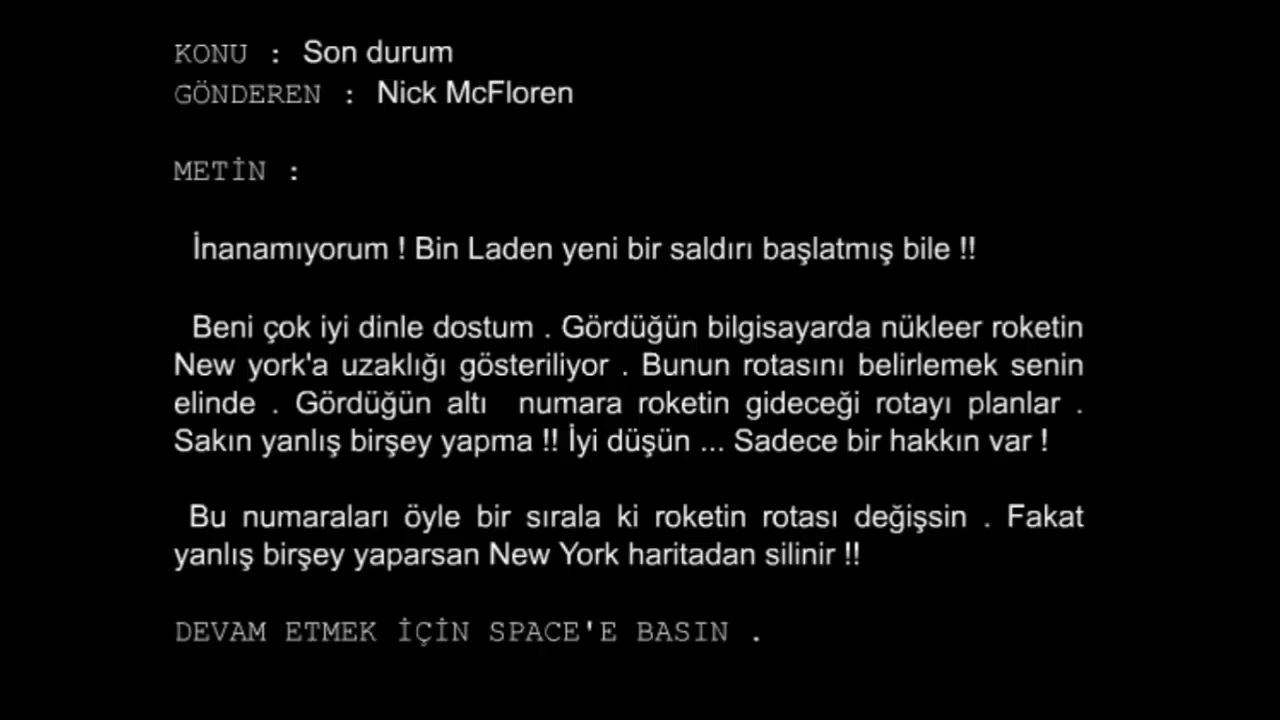 KONU : Son durum
GÖNDEREN : Nick McFloren
METİN :
İnanamıyorum ! Bin Laden yeni bir saldırı başlatmış bile !!
Beni çok iyi dinle dostum . Gördüğün bilgisayarda nükleer roketin
New york'a uzaklığı gösteriliyor . Bunun rotasını belirlemek senin
elinde . Gördüğün altı numara roketin gideceği rotayı planlar .
Sakın yanlış birşey yapma !! İyi düşün ... Sadece bir hakkın var !
Bu numaraları öyle bir sırala ki roketin rotası değişsin . Fakat
yanlış birşey yaparsan New York haritadan silinir !!
DEVAM ETMEK İÇİN SPACE'E BASIN .